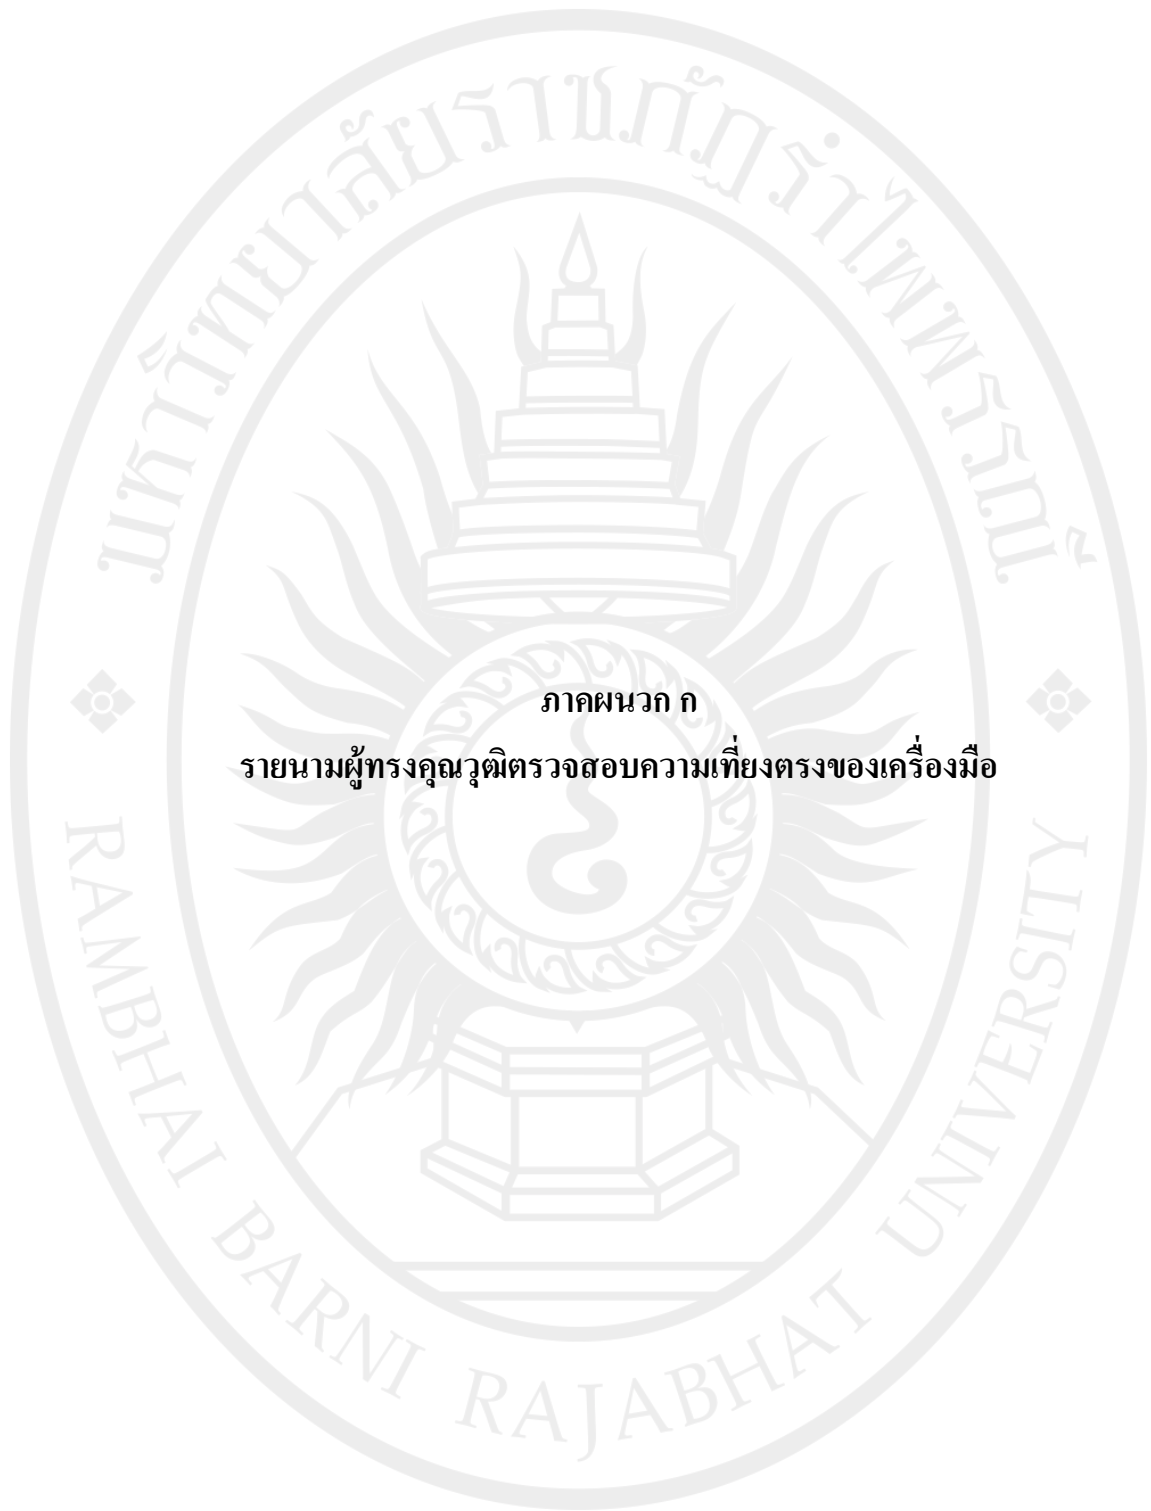 มหาวิทยาลัยราชภัฏรำไพพรรณี
ภาคผนวก ก
รายนามผู้ทรงคุณวุฒิตรวจสอบความเที่ยงตรงของเครื่องมือ
RAMBHAI BARNI RAJABHAT UNIVERSITY